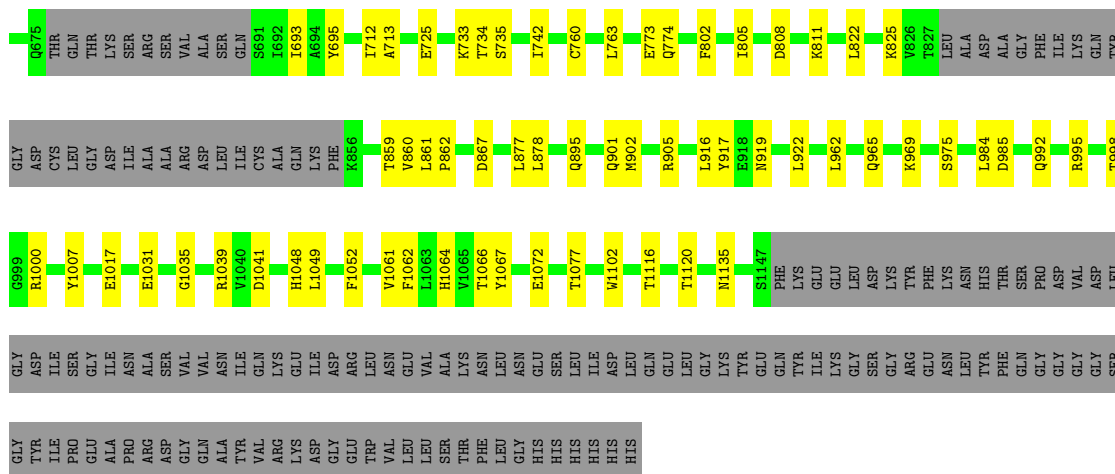 Q675 THR GLN THR LYS SER ARG SER VAL ALA SER GLN S691 I692 I693 A694 Y695 I712 A713 E725 K733 T734 S735 I742 C760 L763 E773 Q774 F802 I805 D808 K811 L822 K825 V826 T827 LEU ALA ASP ALA GLY PHE ILE LYS GLN TYR
GLY ASP CYS LEU GLY ASP ILE ALA ALA ARG ASP LEU ILE CYS ALA GLN LYS PHE K856 T859 V860 L861 P862 D867 L877 L878 Q895 Q901 M902 R905 L916 Y917 E918 N919 L922 L962 Q965 K969 S975 L984 D985 Q992 R995 T998
G999 R1000 Y1007 E1017 E1031 G1035 R1039 V1040 D1041 H1048 L1049 F1052 V1061 F1062 L1063 H1064 V1065 T1066 Y1067 E1072 T1077 W1102 T1116 T1120 N1135 S1147 PHE LYS GLU GLU LEU ASP LYS TYR PHE LYS ASN HIS THR SER PRO ASP VAL ASP LEU
GLY ASP ILE SER GLY ILE ASN ALA SER VAL VAL ASN ILE GLN LYS GLU ILE ASP ARG LEU ASN GLU VAL ALA LYS ASN LEU ASN GLU SER LEU ILE ASP LEU GLN GLU LEU GLY LYS TYR GLU GLN TYR ILE LYS GLY SER GLY ARG GLU ASN LEU TYR PHE GLN GLY GLY GLY GLY SER
GLY TYR ILE PRO GLU ALA PRO ARG ASP GLY GLN ALA TYR VAL ARG LYS ASP GLY GLU TRP VAL LEU LEU SER THR PHE LEU GLY HIS HIS HIS HIS HIS HIS